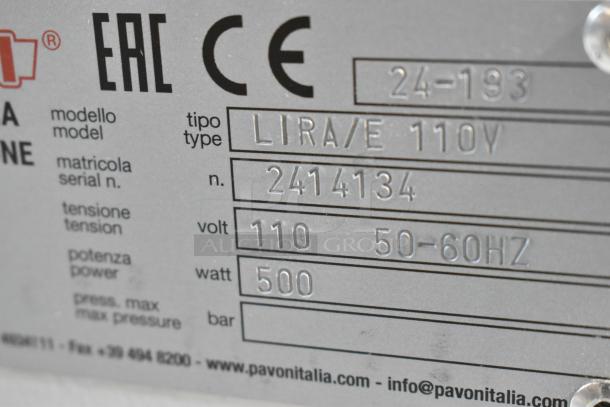 ® EAC CE
24-193
modello
model
tipo
type
LIRA/E 110V
matricola
serial n.
n.
2414134
tensione
tension
volt
110 50-60HZ
potenza
power
watt
500
press. max
max pressure
bar
- Fax +39 494 8200 - www.pavonitalia.com - info@pavonitalia.com
AUCTION GROUP